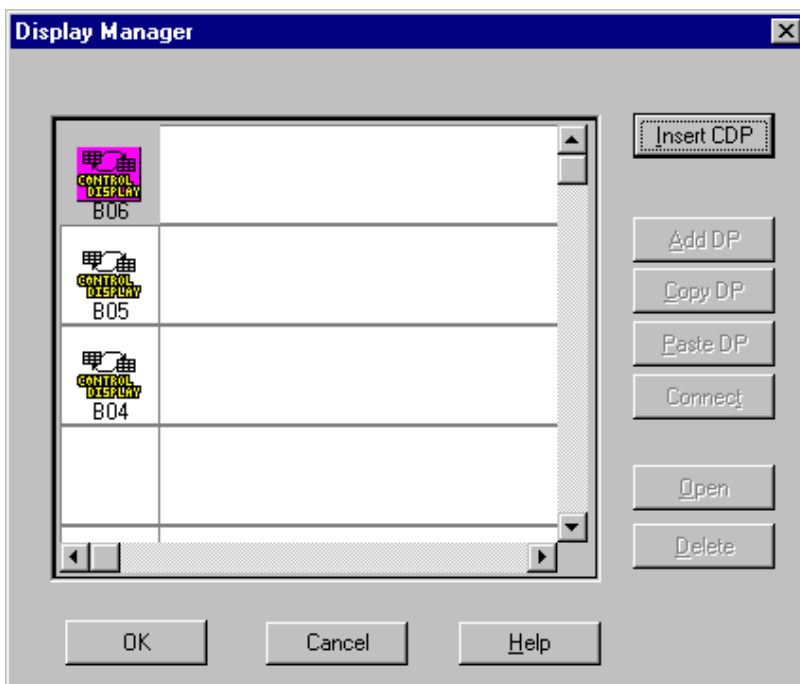 Display Manager
CONTROL
DISPLAY
B06
CONTROL
DISPLAY
B05
CONTROL
DISPLAY
B04
Insert CDP
Add DP
Copy DP
Paste DP
Connect
Open
Delete
OK
Cancel
Help